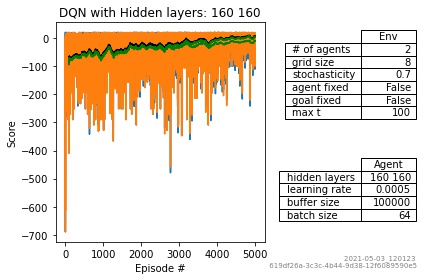 DQN with Hidden layers: 160 160
0
−100
−200
−300
−400
−500
−600
−700
Score
0 1000 2000 3000 4000 5000
Episode #
Env
# of agents 2
grid size 8
stochasticity 0.7
agent fixed False
goal fixed False
max t 100
Agent
hidden layers 160 160
learning rate 0.0005
buffer size 100000
batch size 64
2021-05-03_120123
619df26a-3c3c-4b44-9d38-12f6089590e5